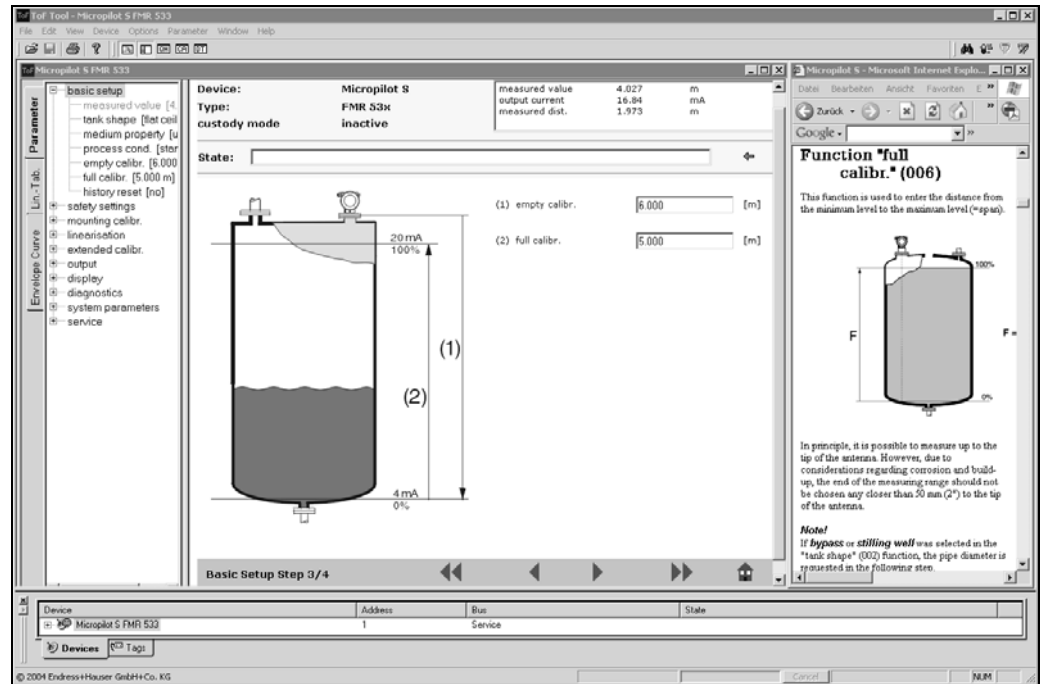 ToF Tool - Micropilot S FMR 533
File Edit View Device Options Parameter Window Help
Micropilot S FMR 533
Parameter
Lin.-Tab.
Envelope Curve
basic setup
measured value [4.
tank shape [flat ceil
medium property [u
process cond. [stan
empty calibr. [6.000
full calibr. [5.000 m]
history reset [no]
safety settings
mounting calibr.
linearisation
extended calibr.
output
display
diagnostics
system parameters
service
Device: Micropilot S
Type: FMR 53x
custody mode inactive
measured value 4.027 m
output current 16.84 mA
measured dist. 1.973 m
State:
20 mA
100%
(1)
(2)
4 mA
0%
(1) empty calibr. 6.000 [m]
(2) full calibr. 5.000 [m]
Basic Setup Step 3/4
Micropilot S - Microsoft Internet Explo...
Datei Bearbeiten Ansicht Favoriten E »
Zurück
Google
Function "full
calibr." (006)
This function is used to enter the distance from
the minimum level to the maximum level (=span).
100%
F
F =
0%
In principle, it is possible to measure up to the
tip of the antenna. However, due to
considerations regarding corrosion and build-
up, the end of the measuring range should not
be chosen any closer than 50 mm (2") to the tip
of the antenna.
Note!
If bypass or stilling well was selected in the
"tank shape" (002) function, the pipe diameter is
requested in the following step.
Device Address Bus State
Micropilot S FMR 533 1 Service
Devices Tags
© 2004 Endress+Hauser GmbH+Co. KG
Cancel
NUM